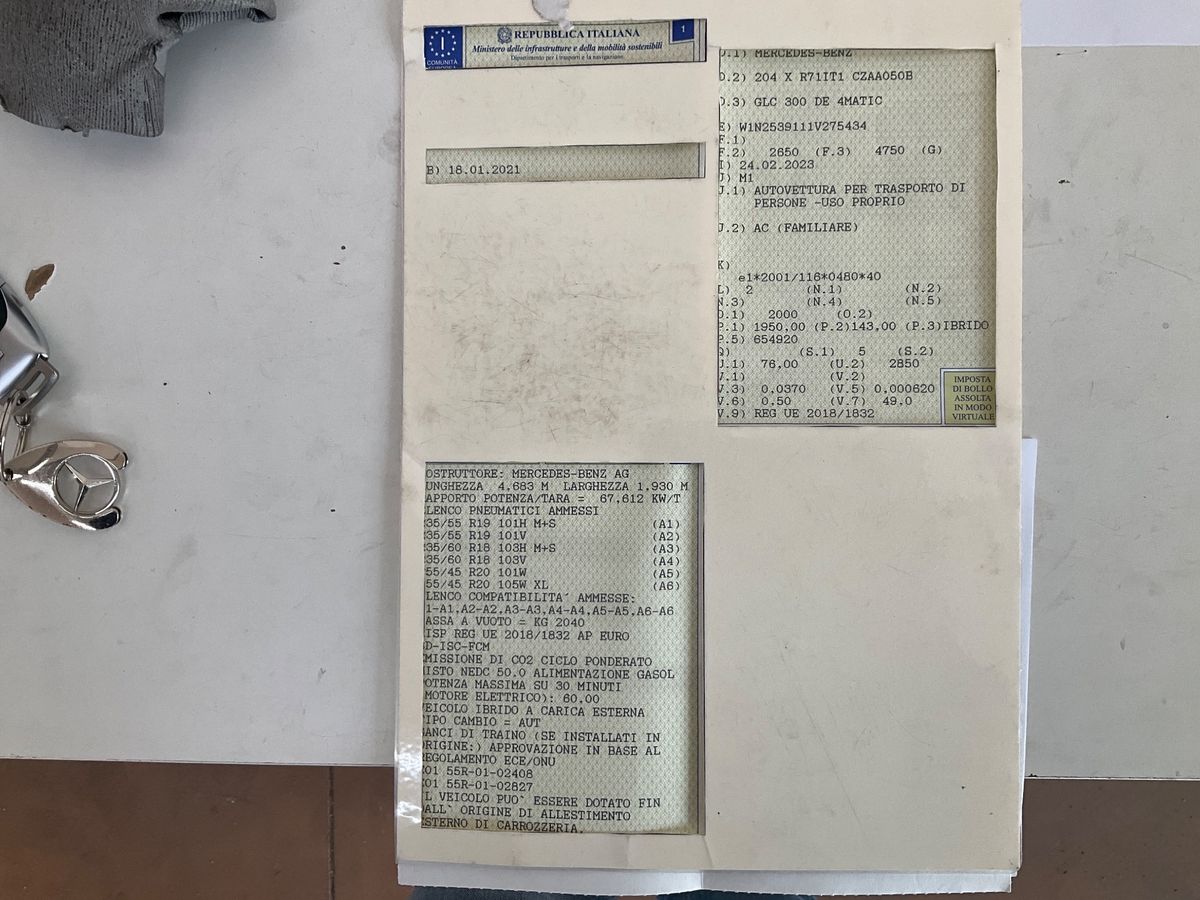 REPUBBLICA ITALIANA
1
I
Ministero delle infrastrutture e della mobilità sostenibili
Dipartimento per i trasporti e la navigazione
COMUNITÀ
B) 18.01.2021
D.1) MERCEDES-BENZ
D.2) 204 X R71IT1 CZAA050B
D.3) GLC 300 DE 4MATIC
E) W1N2539111V275434
F.1)
F.2) 2650 (F.3) 4750 (G)
I) 24.02.2023
J) M1
J.1) AUTOVETTURA PER TRASPORTO DI
PERSONE -USO PROPRIO
J.2) AC (FAMILIARE)
K)
e1*2001/116*0480*40
L) 2 (N.1) (N.2)
N.3) (N.4) (N.5)
O.1) 2000 (O.2)
P.1) 1950,00 (P.2)143,00 (P.3)IBRIDO
P.5) 654920
Q) (S.1) 5 (S.2)
U.1) 76,00 (U.2) 2850
V.1) (V.2)
V.3) 0.0370 (V.5) 0.000620
V.6) 0.50 (V.7) 49.0
V.9) REG UE 2018/1832
IMPOSTA
DI BOLLO
ASSOLTA
IN MODO
VIRTUALE
OSTRUTTORE: MERCEDES-BENZ AG
UNGHEZZA 4,683 M LARGHEZZA 1,930 M
APPORTO POTENZA/TARA = 67,612 KW/T
LENCO PNEUMATICI AMMESSI
35/55 R19 101H M+S (A1)
35/55 R19 101V (A2)
35/60 R18 103H M+S (A3)
35/60 R18 103V (A4)
55/45 R20 101W (A5)
55/45 R20 105W XL (A6)
LENCO COMPATIBILITA´ AMMESSE:
1-A1,A2-A2,A3-A3,A4-A4,A5-A5,A6-A6
ASSA A VUOTO = KG 2040
ISP REG UE 2018/1832 AP EURO
D-ISC-FCM
MISSIONE DI CO2 CICLO PONDERATO
ISTO NEDC 50.0 ALIMENTAZIONE GASOL
OTENZA MASSIMA SU 30 MINUTI
MOTORE ELETTRICO): 60,00
EICOLO IBRIDO A CARICA ESTERNA
IPO CAMBIO = AUT
ANCI DI TRAINO (SE INSTALLATI IN
ORIGINE:) APPROVAZIONE IN BASE AL
REGOLAMENTO ECE/ONU
E01 55R-01-02408
E01 55R-01-02827
L VEICOLO PUO` ESSERE DOTATO FIN
ALL` ORIGINE DI ALLESTIMENTO
STERNO DI CARROZZERIA.